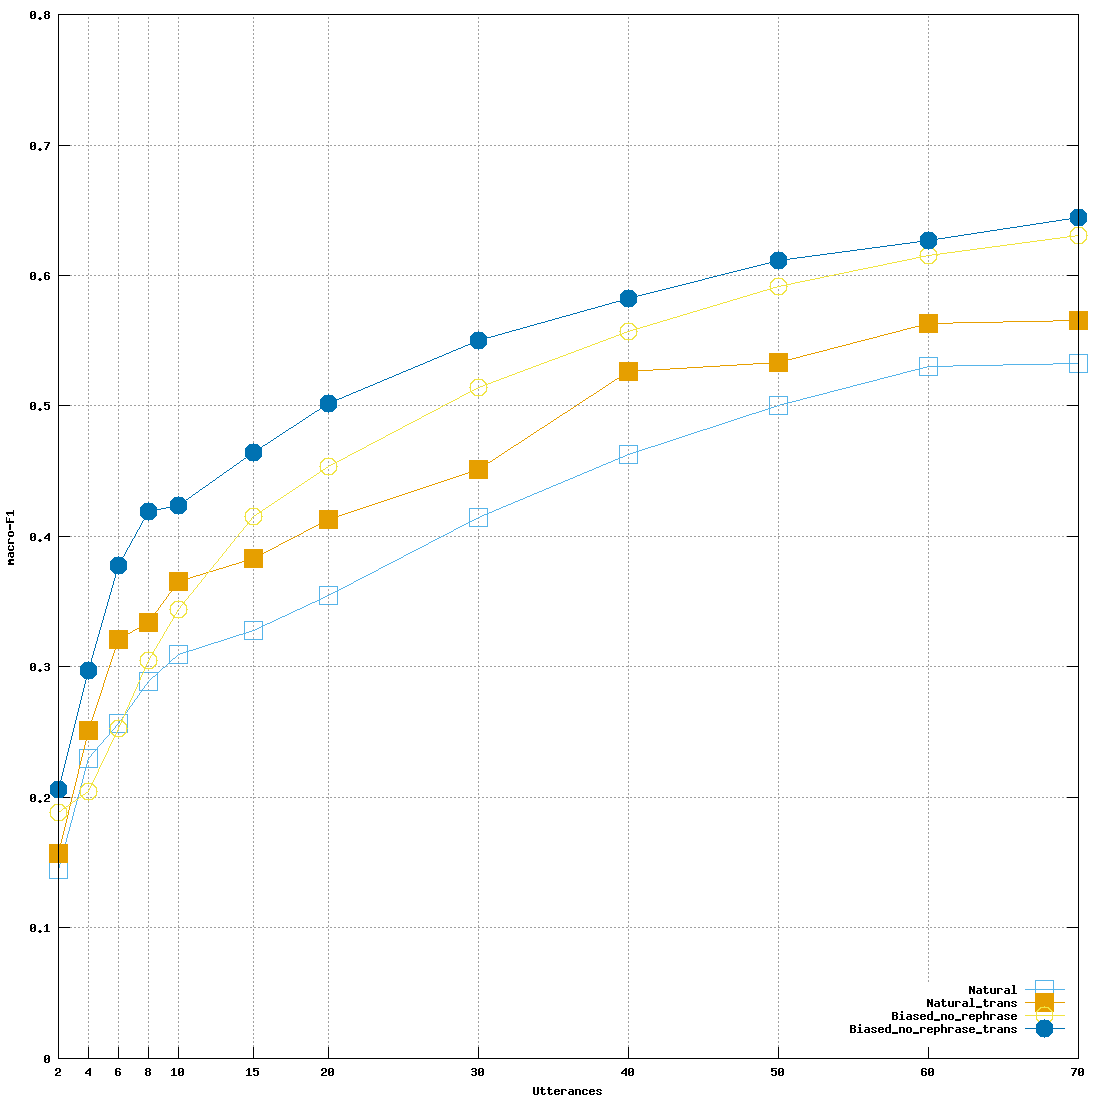 0.8
0.7
0.6
0.5
0.4
0.3
0.2
0.1
0
macro-F1
2 4 6 8 10 15 20 30 40 50 60 70
Utterances
Natural
Natural_trans
Biased_no_rephrase
Biased_no_rephrase_trans